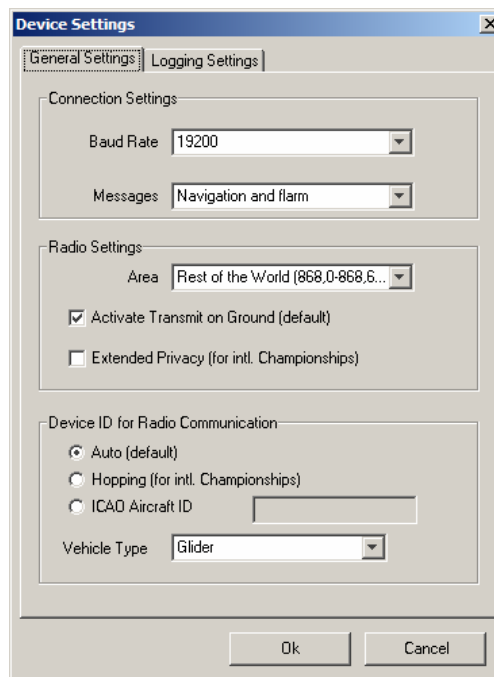 Device Settings
General Settings Logging Settings
Connection Settings
Baud Rate 19200
Messages Navigation and flarm
Radio Settings
Area Rest of the World (868,0-868,6...
Activate Transmit on Ground (default)
Extended Privacy (for intl. Championships)
Device ID for Radio Communication
Auto (default)
Hopping (for intl. Championships)
ICAO Aircraft ID
Vehicle Type Glider
Ok Cancel